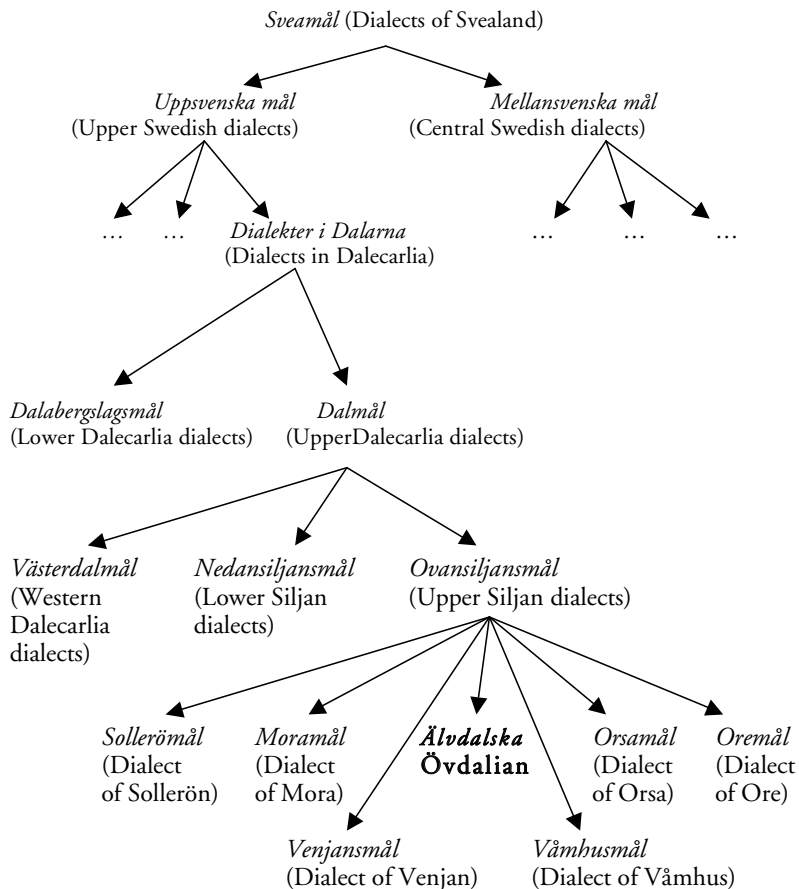 Sveamål (Dialects of Svealand)
Uppsvenska mål
(Upper Swedish dialects)
Mellansvenska mål
(Central Swedish dialects)
… … Dialekter i Dalarna
(Dialects in Dalecarlia)
… … …
Dalabergslagsmål
(Lower Dalecarlia dialects)
Dalmål
(UpperDalecarlia dialects)
Västerdalmål
(Western
Dalecarlia
dialects)
Nedansiljansmål
(Lower Siljan
dialects)
Ovansiljansmål
(Upper Siljan dialects)
Sollerömål
(Dialect
of Sollerön)
Moramål
(Dialect
of Mora)
Älvdalska
Övdalian
Orsamål
(Dialect
of Orsa)
Oremål
(Dialect
of Ore)
Venjansmål
(Dialect of Venjan)
Våmhusmål
(Dialect of Våmhus)